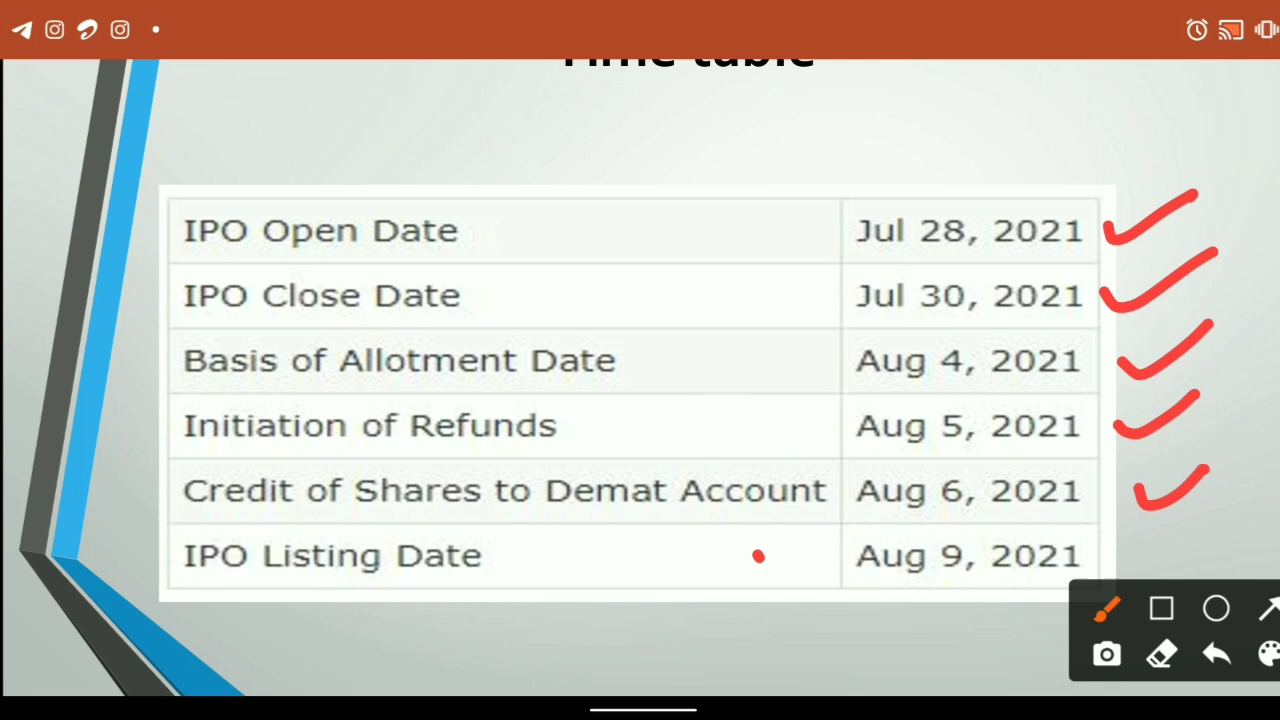 Time table
IPO Open Date Jul 28, 2021
IPO Close Date Jul 30, 2021
Basis of Allotment Date Aug 4, 2021
Initiation of Refunds Aug 5, 2021
Credit of Shares to Demat Account Aug 6, 2021
IPO Listing Date Aug 9, 2021